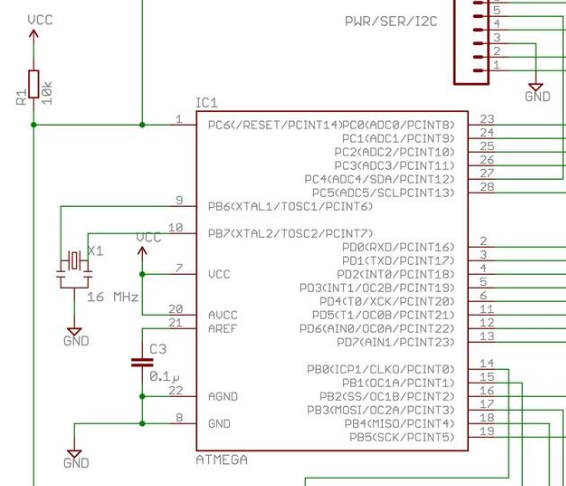 VCC
PWR/SER/I2C
5
4
3
2
1
GND
R1
10k
IC1
1 PC6(/RESET/PCINT14)PC0(ADC0/PCINT8) 23
PC1(ADC1/PCINT9) 24
PC2(ADC2/PCINT10) 25
PC3(ADC3/PCINT11) 26
PC4(ADC4/SDA/PCINT12) 27
PC5(ADC5/SCLPCINT13) 28
9 PB6(XTAL1/TOSC1/PCINT6)
10 PB7(XTAL2/TOSC2/PCINT7)
VCC
X1
16 MHz
GND
PD0(RXD/PCINT16) 2
PD1(TXD/PCINT17) 3
7 VCC PD2(INT0/PCINT18) 4
PD3(INT1/OC2B/PCINT19) 5
PD4(T0/XCK/PCINT20) 6
20 AVCC PD5(T1/OC0B/PCINT21) 11
21 AREF PD6(AIN0/OC0A/PCINT22) 12
PD7(AIN1/PCINT23) 13
C3
0.1µ
PB0(ICP1/CLKO/PCINT0) 14
PB1(OC1A/PCINT1) 15
22 AGND PB2(SS/OC1B/PCINT2) 16
PB3(MOSI/OC2A/PCINT3) 17
8 GND PB4(MISO/PCINT4) 18
PB5(SCK/PCINT5) 19
GND
ATMEGA